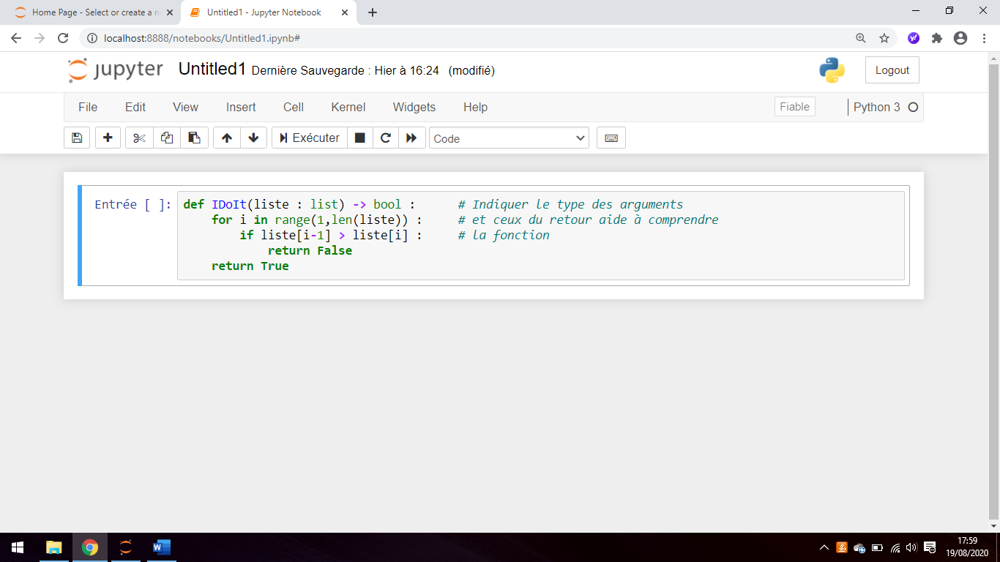 Home Page - Select or create a n
Untitled1 - Jupyter Notebook
localhost:8888/notebooks/Untitled1.ipynb#
jupyter Untitled1 Dernière Sauvegarde : Hier à 16:24 (modifié)
Logout
File Edit View Insert Cell Kernel Widgets Help
Fiable
Python 3
Exécuter
Code
Entrée [ ]:
def IDoIt(liste : list) -> bool :      # Indiquer le type des arguments
    for i in range(1,len(liste)) :     # et ceux du retour aide à comprendre
        if liste[i-1] > liste[i] :     # la fonction
            return False
    return True
17:59
19/08/2020